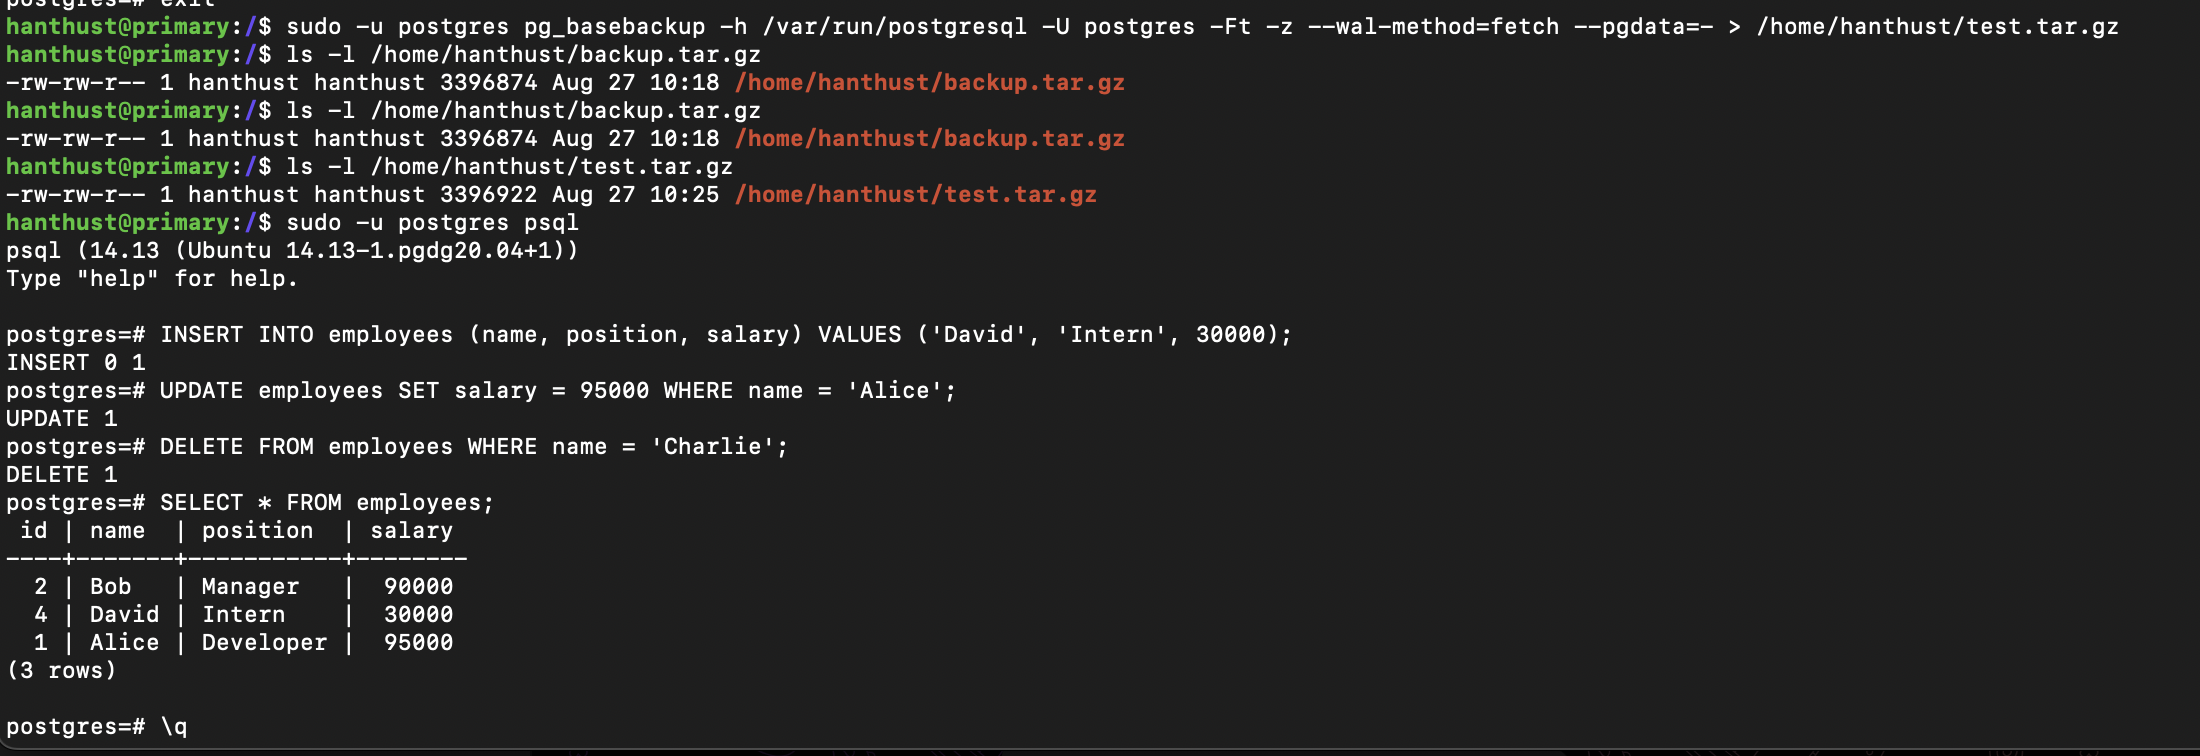 postgres=# exit
hanthust@primary:/$ sudo -u postgres pg_basebackup -h /var/run/postgresql -U postgres -Ft -z --wal-method=fetch --pgdata=- > /home/hanthust/test.tar.gz
hanthust@primary:/$ ls -l /home/hanthust/backup.tar.gz
-rw-rw-r-- 1 hanthust hanthust 3396874 Aug 27 10:18 /home/hanthust/backup.tar.gz
hanthust@primary:/$ ls -l /home/hanthust/backup.tar.gz
-rw-rw-r-- 1 hanthust hanthust 3396874 Aug 27 10:18 /home/hanthust/backup.tar.gz
hanthust@primary:/$ ls -l /home/hanthust/test.tar.gz
-rw-rw-r-- 1 hanthust hanthust 3396922 Aug 27 10:25 /home/hanthust/test.tar.gz
hanthust@primary:/$ sudo -u postgres psql
psql (14.13 (Ubuntu 14.13-1.pgdg20.04+1))
Type "help" for help.
postgres=# INSERT INTO employees (name, position, salary) VALUES ('David', 'Intern', 30000);
INSERT 0 1
postgres=# UPDATE employees SET salary = 95000 WHERE name = 'Alice';
UPDATE 1
postgres=# DELETE FROM employees WHERE name = 'Charlie';
DELETE 1
postgres=# SELECT * FROM employees;
 id | name  | position  | salary
----+-------+-----------+--------
  2 | Bob   | Manager   |  90000
  4 | David | Intern    |  30000
  1 | Alice | Developer |  95000
(3 rows)
postgres=# \q